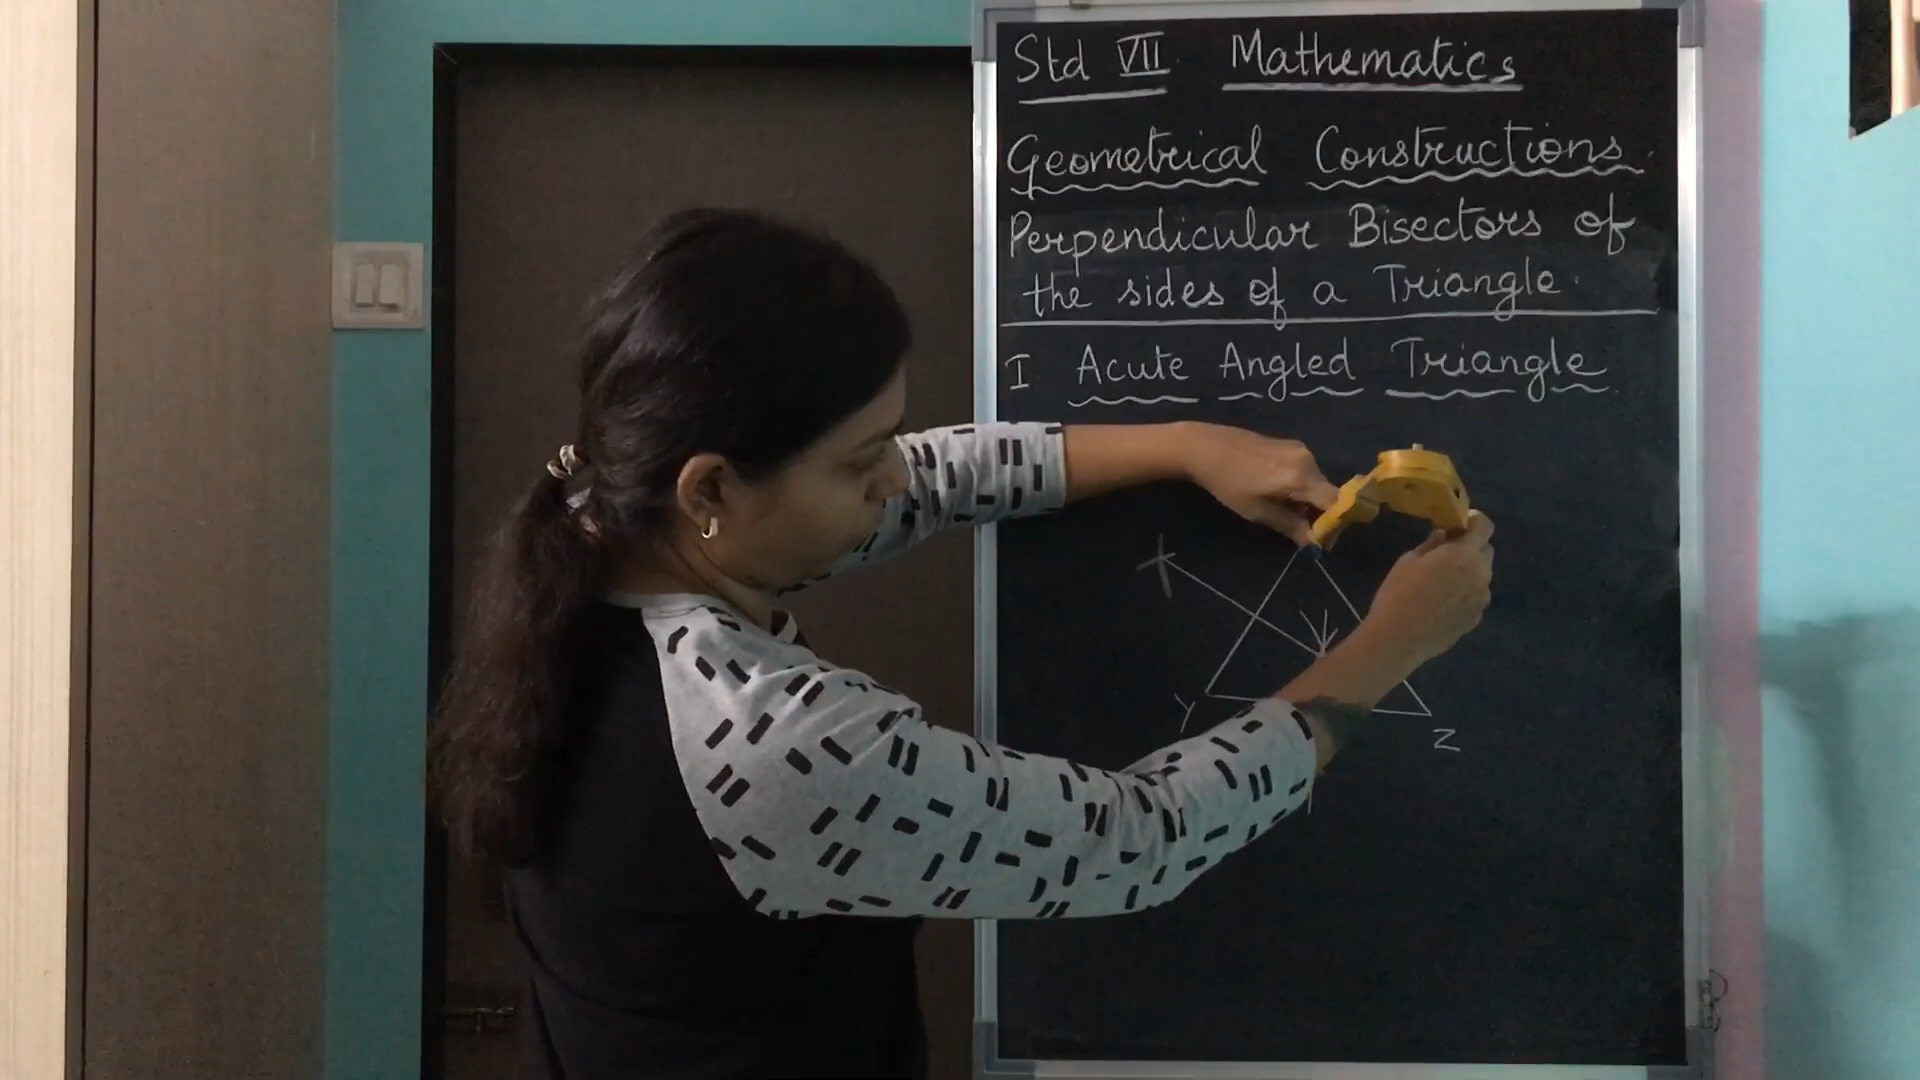 Std VII Mathematics
Geometrical Constructions.
Perpendicular Bisectors of
the sides of a Triangle.
I Acute Angled Triangle
Y
Z